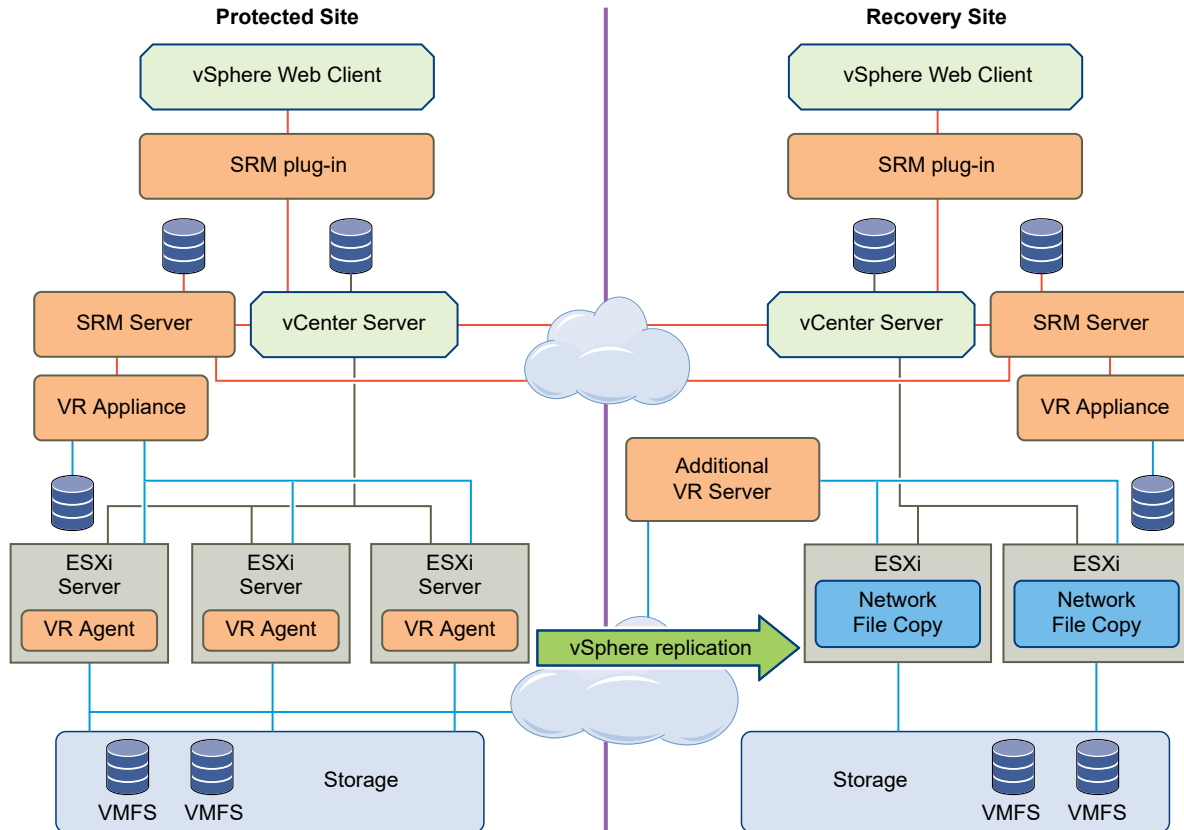 Protected Site
Recovery Site
vSphere Web Client
vSphere Web Client
SRM plug-in
SRM plug-in
SRM Server
vCenter Server
vCenter Server
SRM Server
VR Appliance
VR Appliance
Additional
VR Server
ESXi
Server
VR Agent
ESXi
Server
VR Agent
ESXi
Server
VR Agent
vSphere replication
ESXi
Network
File Copy
ESXi
Network
File Copy
VMFS
VMFS
Storage
Storage
VMFS
VMFS